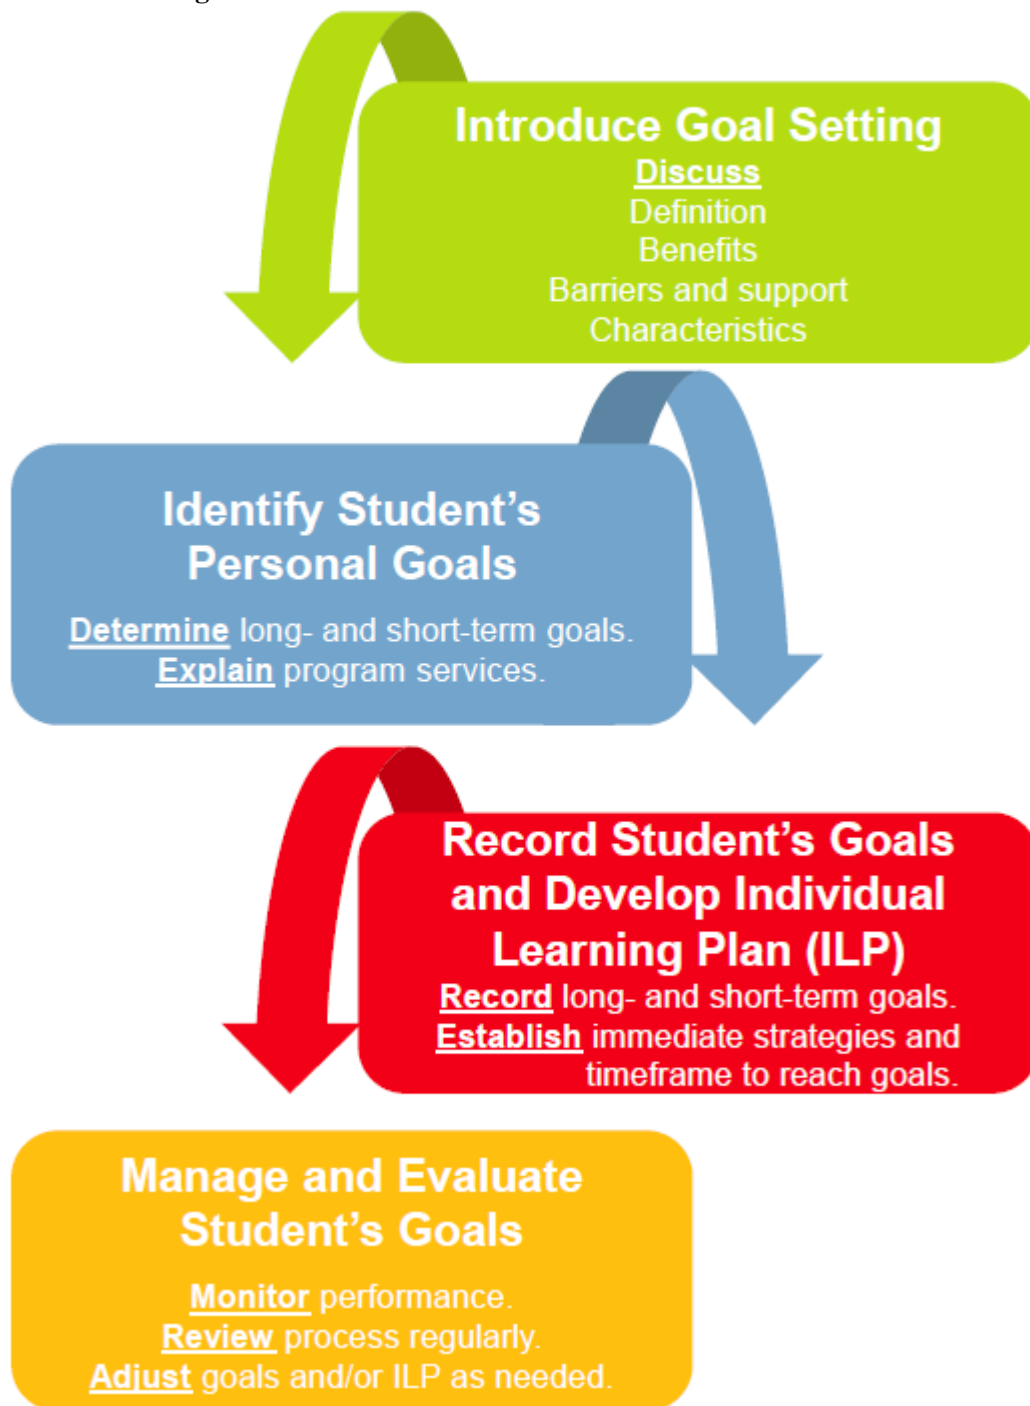 Introduce Goal Setting
Discuss
Definition
Benefits
Barriers and support
Characteristics
Identify Student's
Personal Goals
Determine long- and short-term goals.
Explain program services.
Record Student's Goals
and Develop Individual
Learning Plan (ILP)
Record long- and short-term goals.
Establish immediate strategies and
timeframe to reach goals.
Manage and Evaluate
Student's Goals
Monitor performance.
Review process regularly.
Adjust goals and/or ILP as needed.